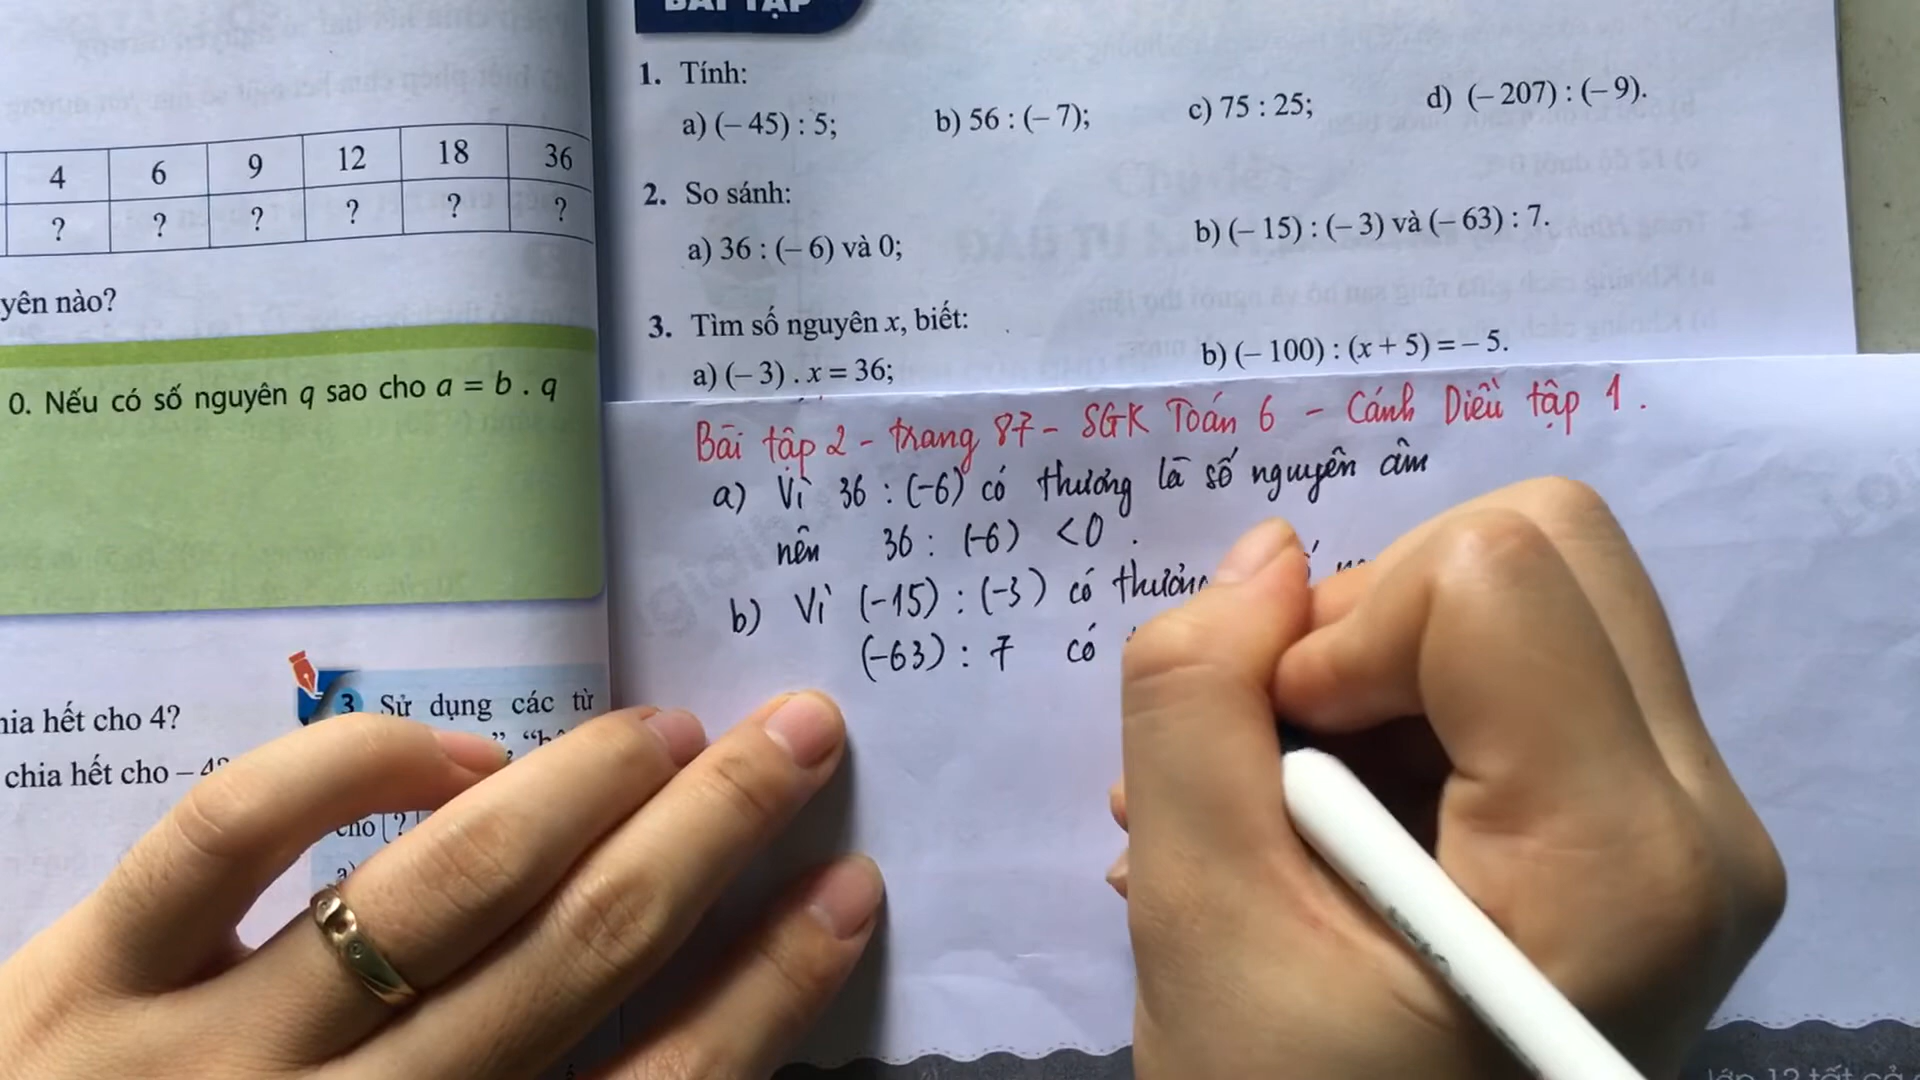 BÀI TẬP
1. Tính:
a) (– 45) : 5; b) 56 : (– 7); c) 75 : 25; d) (– 207) : (– 9).
2. So sánh:
a) 36 : (– 6) và 0; b) (– 15) : (– 3) và (– 63) : 7.
3. Tìm số nguyên x, biết:
a) (– 3) . x = 36; b) (– 100) : (x + 5) = – 5.
4 6 9 12 18 36
? ? ? ? ? ?
yên nào?
0. Nếu có số nguyên q sao cho a = b . q
hia hết cho 4?
chia hết cho –
3 Sử dụng các từ
cho ?
a)
Bài tập 2 - trang 87 - SGK Toán 6 - Cánh Diều tập 1.
a) Vì 36 : (-6) có thương là số nguyên âm
nên 36 : (-6) <0.
b) Vì (-15) : (-3) có thương
(-63) : 7 có